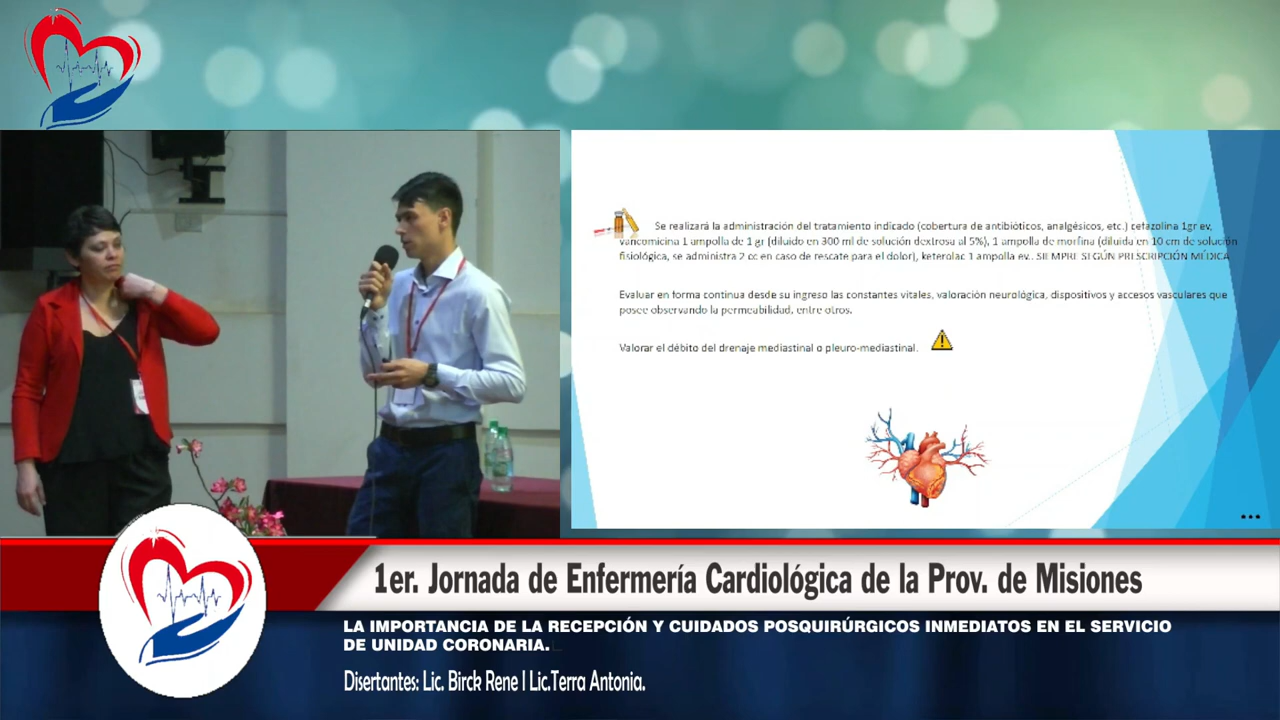 Se realizará la administración del tratamiento indicado (cobertura de antibióticos, analgésicos, etc.) cefazolina 1gr ev,
vancomicina 1 ampolla de 1 gr (diluido en 300 ml de solución dextrosa al 5%), 1 ampolla de morfina (diluida en 10 cm de solución
fisiológica, se administra 2 cc en caso de rescate para el dolor), keterolac 1 ampolla ev.. SIEMPRE SEGÚN PRESCRIPCIÓN MÉDICA
Evaluar en forma continua desde su ingreso las constantes vitales, valoración neurológica, dispositivos y accesos vasculares que
posee observando la permeabilidad, entre otros.
Valorar el débito del drenaje mediastinal o pleuro-mediastinal.
1er. Jornada de Enfermería Cardiológica de la Prov. de Misiones
LA IMPORTANCIA DE LA RECEPCIÓN Y CUIDADOS POSQUIRÚRGICOS INMEDIATOS EN EL SERVICIO
DE UNIDAD CORONARIA.
Disertantes: Lic. Birck Rene l Lic.Terra Antonia.